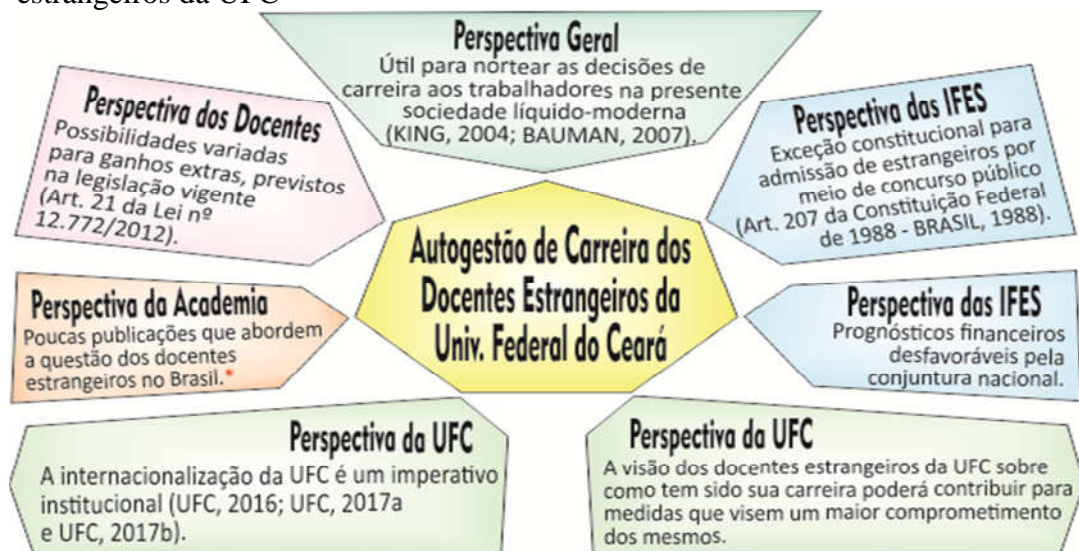 estrangeiros da UFC
Perspectiva Geral
Útil para nortear as decisões de
carreira aos trabalhadores na presente
sociedade líquido-moderna
(KING, 2004; BAUMAN, 2007).
Perspectiva dos Docentes
Possibilidades variadas
para ganhos extras, previstos
na legislação vigente
(Art. 21 da Lei nº
12.772/2012).
Perspectiva das IFES
Exceção constitucional para
admissão de estrangeiros por
meio de concurso público
(Art. 207 da Constituição Federal
de 1988 - BRASIL, 1988).
Autogestão de Carreira dos
Docentes Estrangeiros da
Univ. Federal do Ceará
Perspectiva da Academia
Poucas publicações que abordem
a questão dos docentes
estrangeiros no Brasil.*
Perspectiva das IFES
Prognósticos financeiros
desfavoráveis pela
conjuntura nacional.
Perspectiva da UFC
A internacionalização da UFC é um imperativo
institucional (UFC, 2016; UFC, 2017a
e UFC, 2017b).
Perspectiva da UFC
A visão dos docentes estrangeiros da UFC sobre
como tem sido sua carreira poderá contribuir para
medidas que visem um maior comprometimento
dos mesmos.